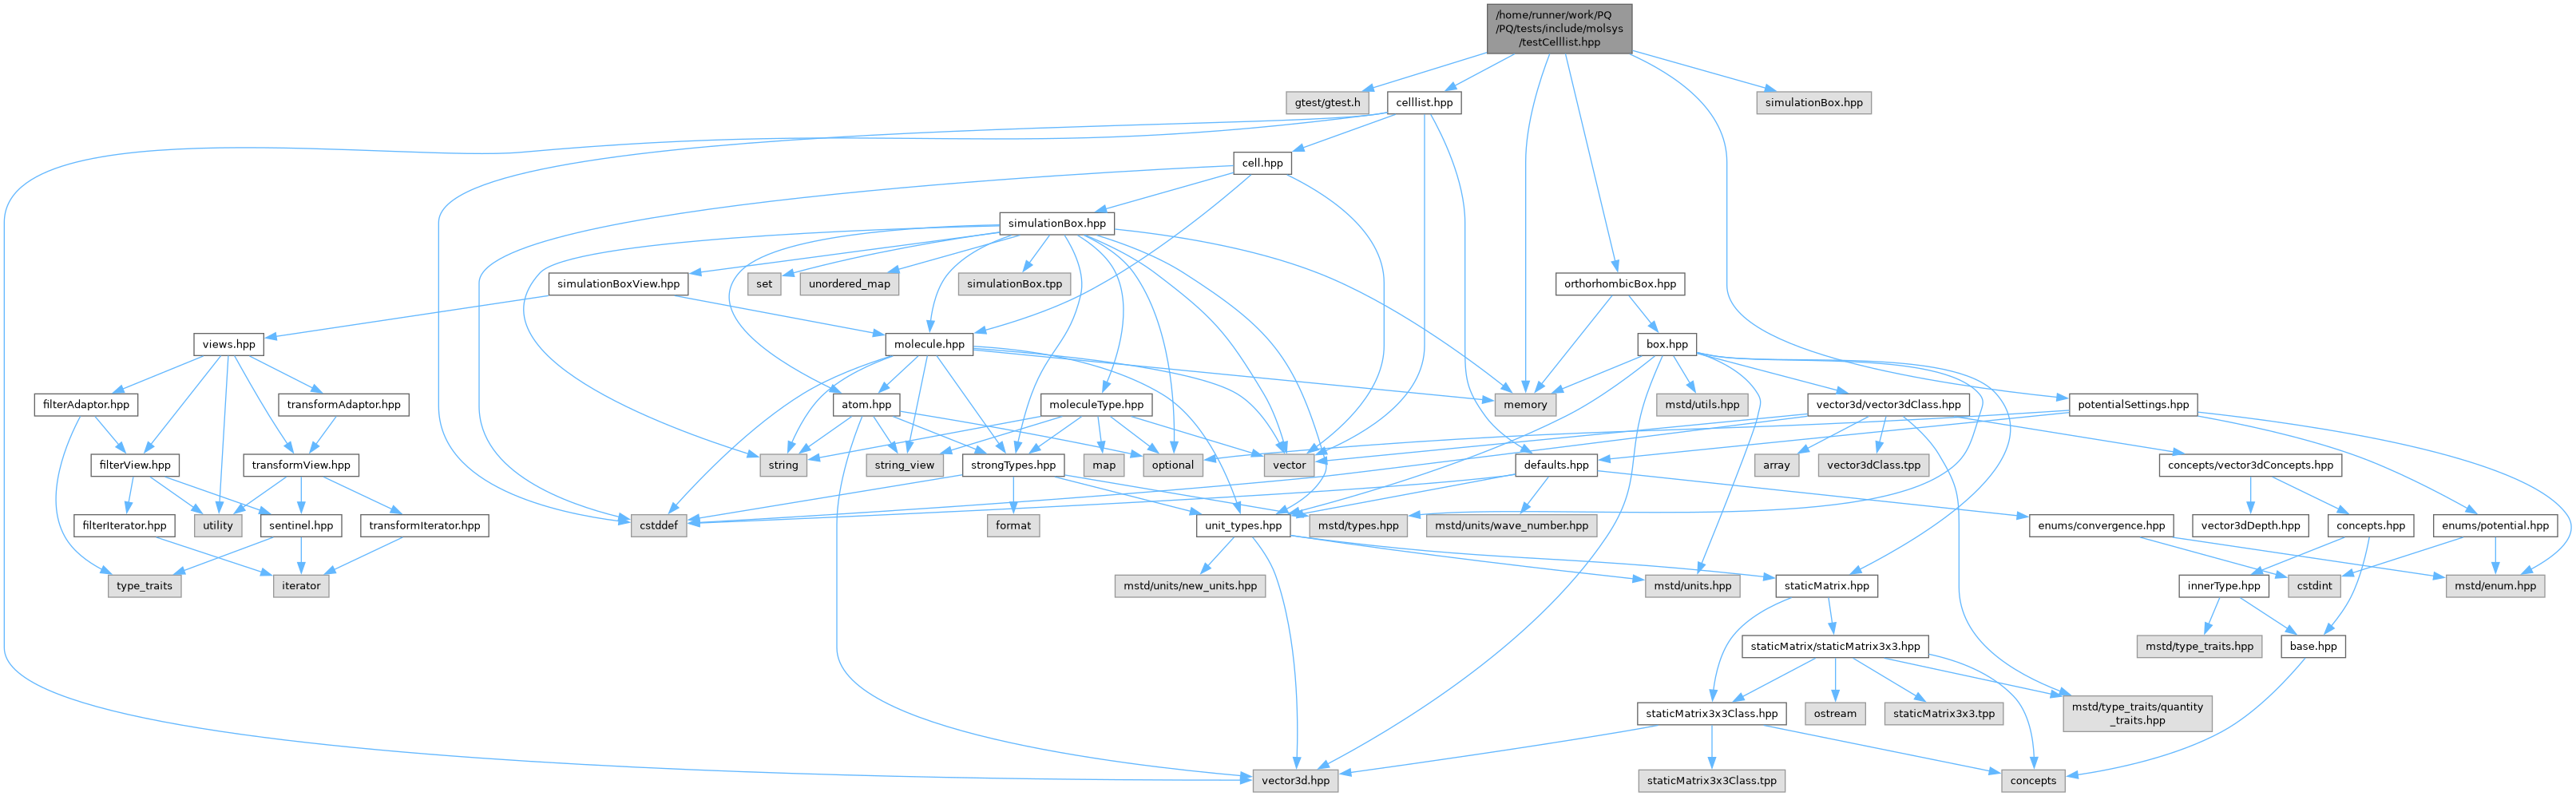 /home/runner/work/PQ
/PQ/tests/include/molsys
/testCelllist.hpp
gtest/gtest.h
celllist.hpp
simulationBox.hpp
cell.hpp
simulationBox.hpp
simulationBoxView.hpp
set
unordered_map
simulationBox.tpp
orthorhombicBox.hpp
views.hpp
molecule.hpp
box.hpp
filterAdaptor.hpp
transformAdaptor.hpp
atom.hpp
moleculeType.hpp
memory
mstd/utils.hpp
vector3d/vector3dClass.hpp
potentialSettings.hpp
filterView.hpp
transformView.hpp
string
string_view
strongTypes.hpp
map
optional
vector
defaults.hpp
array
vector3dClass.tpp
concepts/vector3dConcepts.hpp
filterIterator.hpp
utility
sentinel.hpp
transformIterator.hpp
cstddef
format
unit_types.hpp
mstd/types.hpp
mstd/units/wave_number.hpp
enums/convergence.hpp
vector3dDepth.hpp
concepts.hpp
enums/potential.hpp
type_traits
iterator
mstd/units/new_units.hpp
mstd/units.hpp
staticMatrix.hpp
innerType.hpp
cstdint
mstd/enum.hpp
staticMatrix/staticMatrix3x3.hpp
mstd/type_traits.hpp
base.hpp
staticMatrix3x3Class.hpp
ostream
staticMatrix3x3.tpp
mstd/type_traits/quantity
_traits.hpp
vector3d.hpp
staticMatrix3x3Class.tpp
concepts